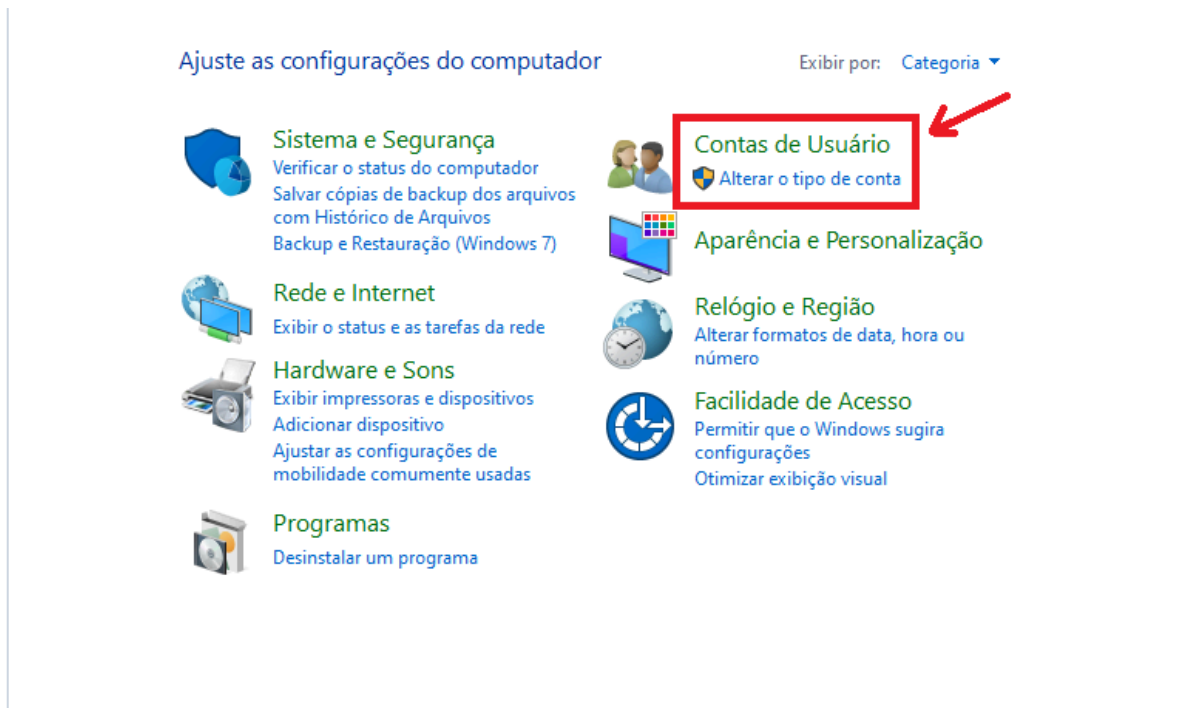 Ajuste as configurações do computador
Exibir por: Categoria
Sistema e Segurança
Verificar o status do computador
Salvar cópias de backup dos arquivos
com Histórico de Arquivos
Backup e Restauração (Windows 7)
Rede e Internet
Exibir o status e as tarefas da rede
Hardware e Sons
Exibir impressoras e dispositivos
Adicionar dispositivo
Ajustar as configurações de
mobilidade comumente usadas
Programas
Desinstalar um programa
Contas de Usuário
Alterar o tipo de conta
Aparência e Personalização
Relógio e Região
Alterar formatos de data, hora ou
número
Facilidade de Acesso
Permitir que o Windows sugira
configurações
Otimizar exibição visual